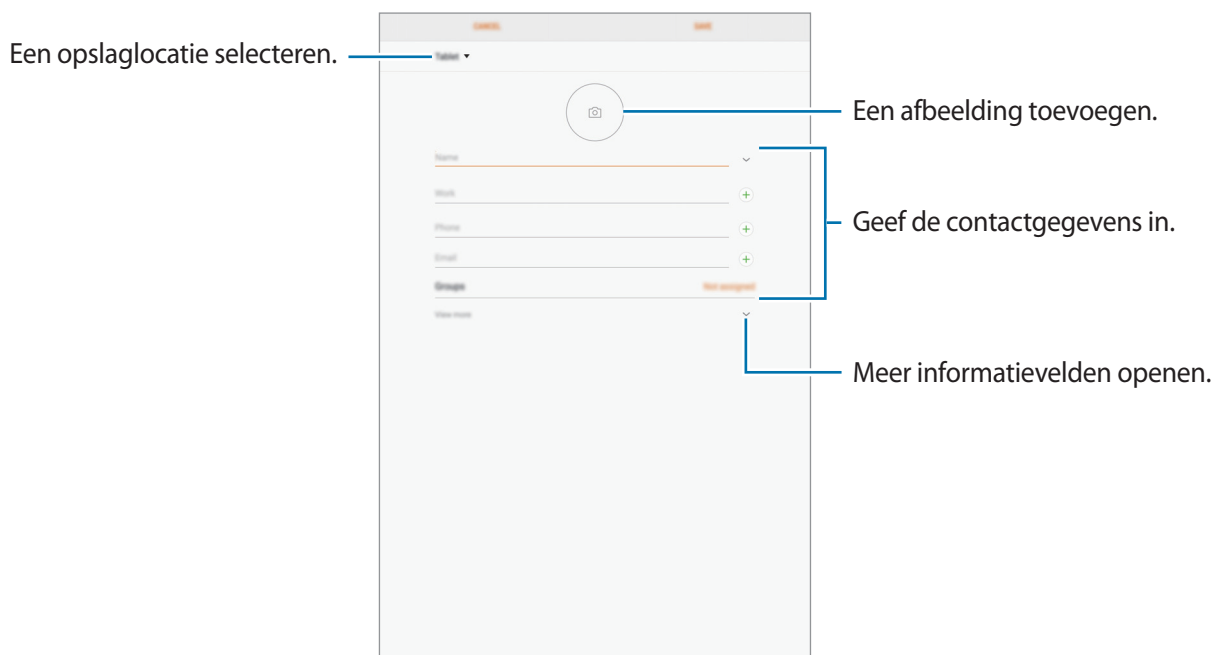 CANCEL
SAVE
Een opslaglocatie selecteren.
Tablet
Een afbeelding toevoegen.
Name
Work
Phone
Geef de contactgegevens in.
Email
Groups
Not assigned
View more
Meer informatievelden openen.